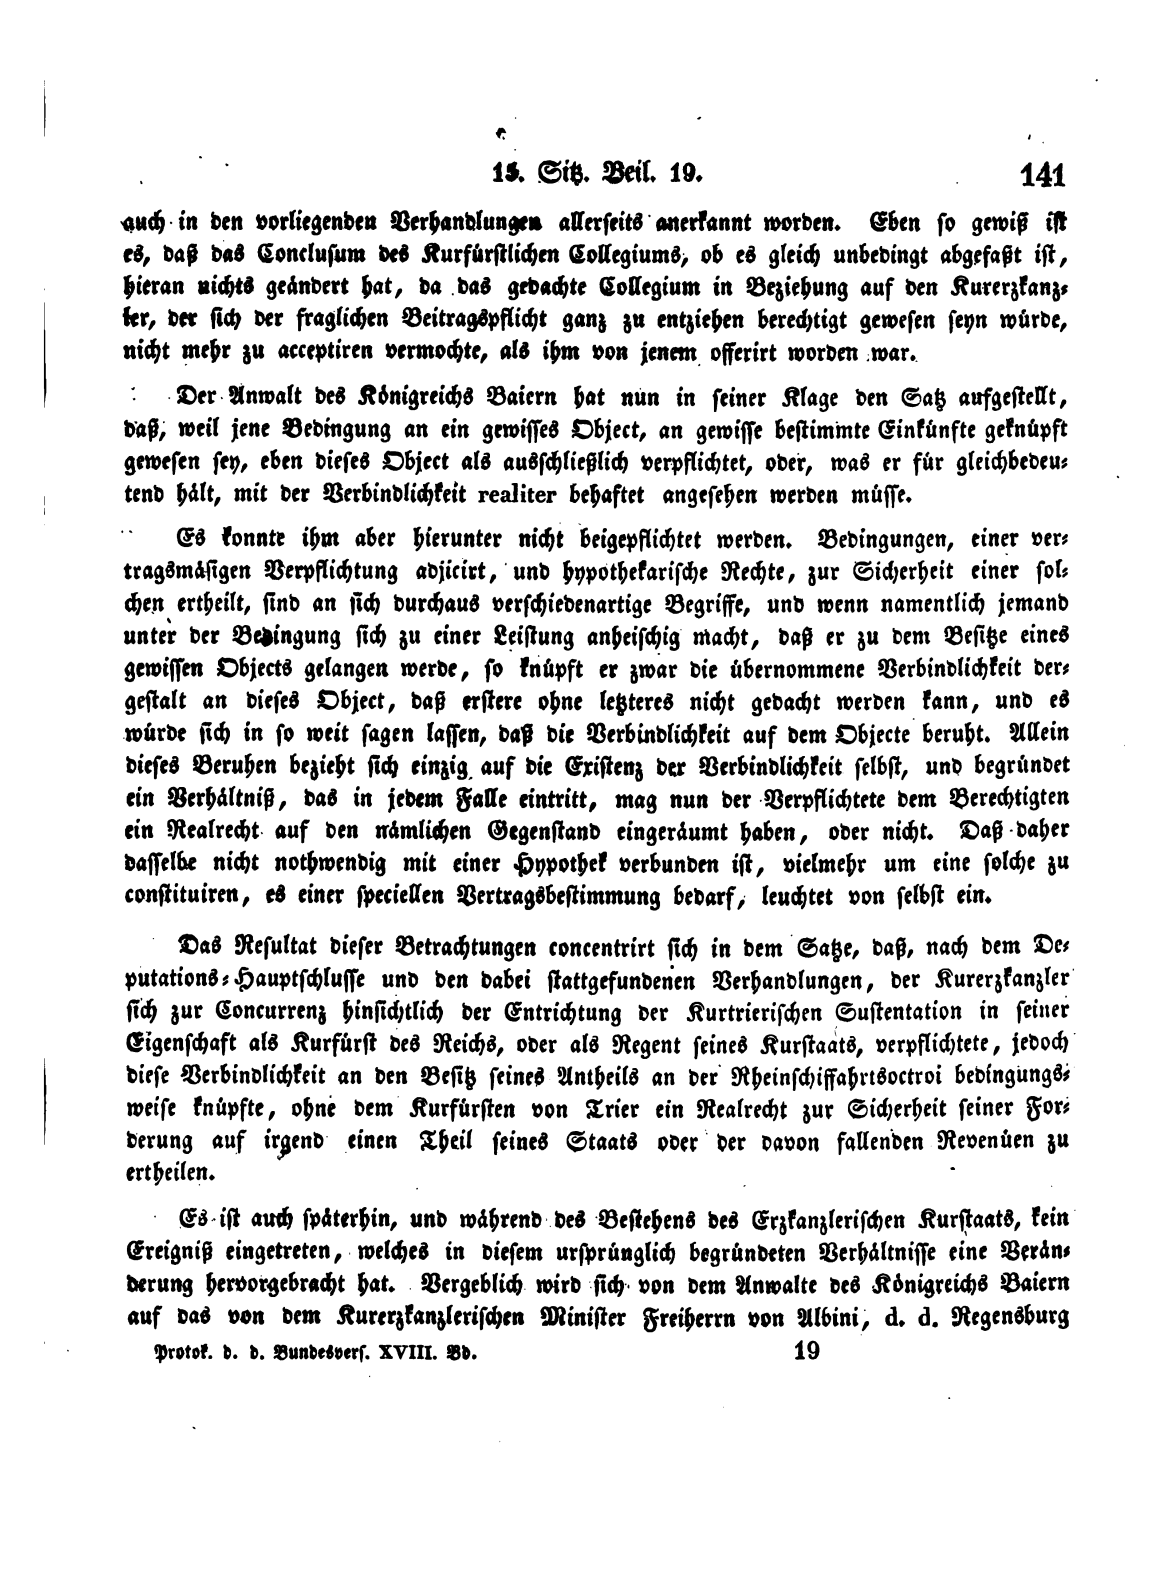 15. Sitz. Beil. 19. 141
auch in den vorliegenden Verhandlungen allerseits anerkannt worden. Eben so gewiß ist
es, daß das Conclusum des Kurfürstlichen Collegiums, ob es gleich unbedingt abgefaßt ist,
hieran nichts geändert hat, da das gedachte Collegium in Beziehung auf den Kurerzkanz-
ler, der sich der fraglichen Beitragspflicht ganz zu entziehen berechtigt gewesen seyn würde,
nicht mehr zu acceptiren vermochte, als ihm von jenem offerirt worden war.
Der Anwalt des Königreichs Baiern hat nun in seiner Klage den Satz aufgestellt,
daß, weil jene Bedingung an ein gewisses Object, an gewisse bestimmte Einkünfte geknüpft
gewesen sey, eben dieses Object als ausschließlich verpflichtet, oder, was er für gleichbedeu-
tend hält, mit der Verbindlichkeit realiter behaftet angesehen werden müsse.
Es konnte ihm aber hierunter nicht beigepflichtet werden. Bedingungen, einer ver-
tragsmäsigen Verpflichtung adjicirt, und hypothekarische Rechte, zur Sicherheit einer sol-
chen ertheilt, sind an sich durchaus verschiedenartige Begriffe, und wenn namentlich jemand
unter der Bedingung sich zu einer Leistung anheischig macht, daß er zu dem Besitze eines
gewissen Objects gelangen werde, so knüpft er zwar die übernommene Verbindlichkeit der-
gestalt an dieses Object, daß erstere ohne letzteres nicht gedacht werden kann, und es
würde sich in so weit sagen lassen, daß die Verbindlichkeit auf dem Objecte beruht. Allein
dieses Beruhen bezieht sich einzig auf die Existenz der Verbindlichkeit selbst, und begründet
ein Verhältniß, das in jedem Falle eintritt, mag nun der Verpflichtete dem Berechtigten
ein Realrecht auf den nämlichen Gegenstand eingeräumt haben, oder nicht. Daß daher
dasselbe nicht nothwendig mit einer Hypothek verbunden ist, vielmehr um eine solche zu
constituiren, es einer speciellen Vertragsbestimmung bedarf, leuchtet von selbst ein.
Das Resultat dieser Betrachtungen concentrirt sich in dem Satze, daß, nach dem De-
putations-Hauptschlusse und den dabei stattgefundenen Verhandlungen, der Kurerzkanzler
sich zur Concurrenz hinsichtlich der Entrichtung der Kurtrierischen Sustentation in seiner
Eigenschaft als Kurfürst des Reichs, oder als Regent seines Kurstaats, verpflichtete, jedoch
diese Verbindlichkeit an den Besitz seines Antheils an der Rheinschiffahrtsoctroi bedingungs-
weise knüpfte, ohne dem Kurfürsten von Trier ein Realrecht zur Sicherheit seiner For-
derung auf irgend einen Theil seines Staats oder der davon fallenden Revenüen zu
ertheilen.
Es ist auch späterhin, und während des Bestehens des Erzkanzlerischen Kurstaats, kein
Ereigniß eingetreten, welches in diesem ursprünglich begründeten Verhältnisse eine Verän-
derung hervorgebracht hat. Vergeblich wird sich von dem Anwalte des Königreichs Baiern
auf das von dem Kurerzkanzlerischen Minister Freiherrn von Albini, d. d. Regensburg
Protok. d. d. Bundesvers. XVIII. Bd. 19